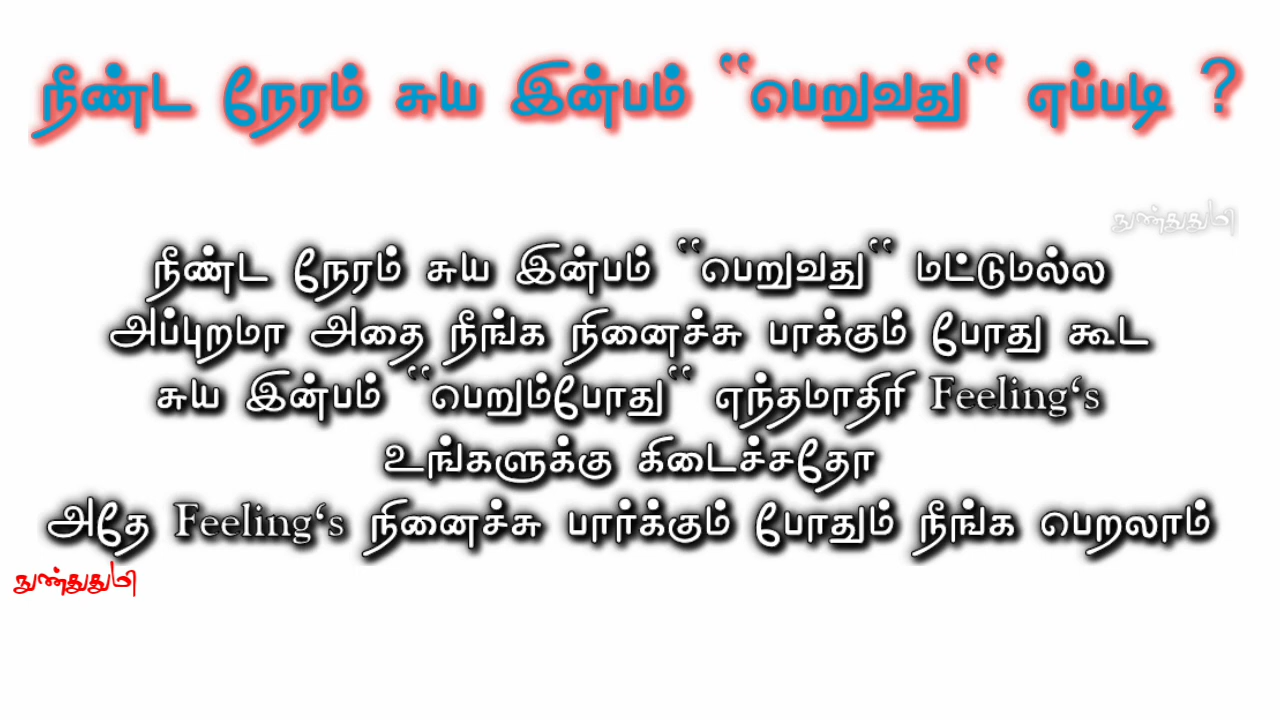 நீண்ட நேரம் சுய இன்பம் “பெறுவது“ எப்படி ?
நுண்துதுமி
நீண்ட நேரம் சுய இன்பம் “பெறுவது“ மட்டுமல்ல
அப்புறமா அதை நீங்க நினைச்சு பாக்கும் போது கூட
சுய இன்பம் “பெறும்போது“ எந்தமாதிரி Feeling‘s
உங்களுக்கு கிடைச்சதோ
அதே Feeling‘s நினைச்சு பார்க்கும் போதும் நீங்க பெறலாம்
நுண்துதுமி